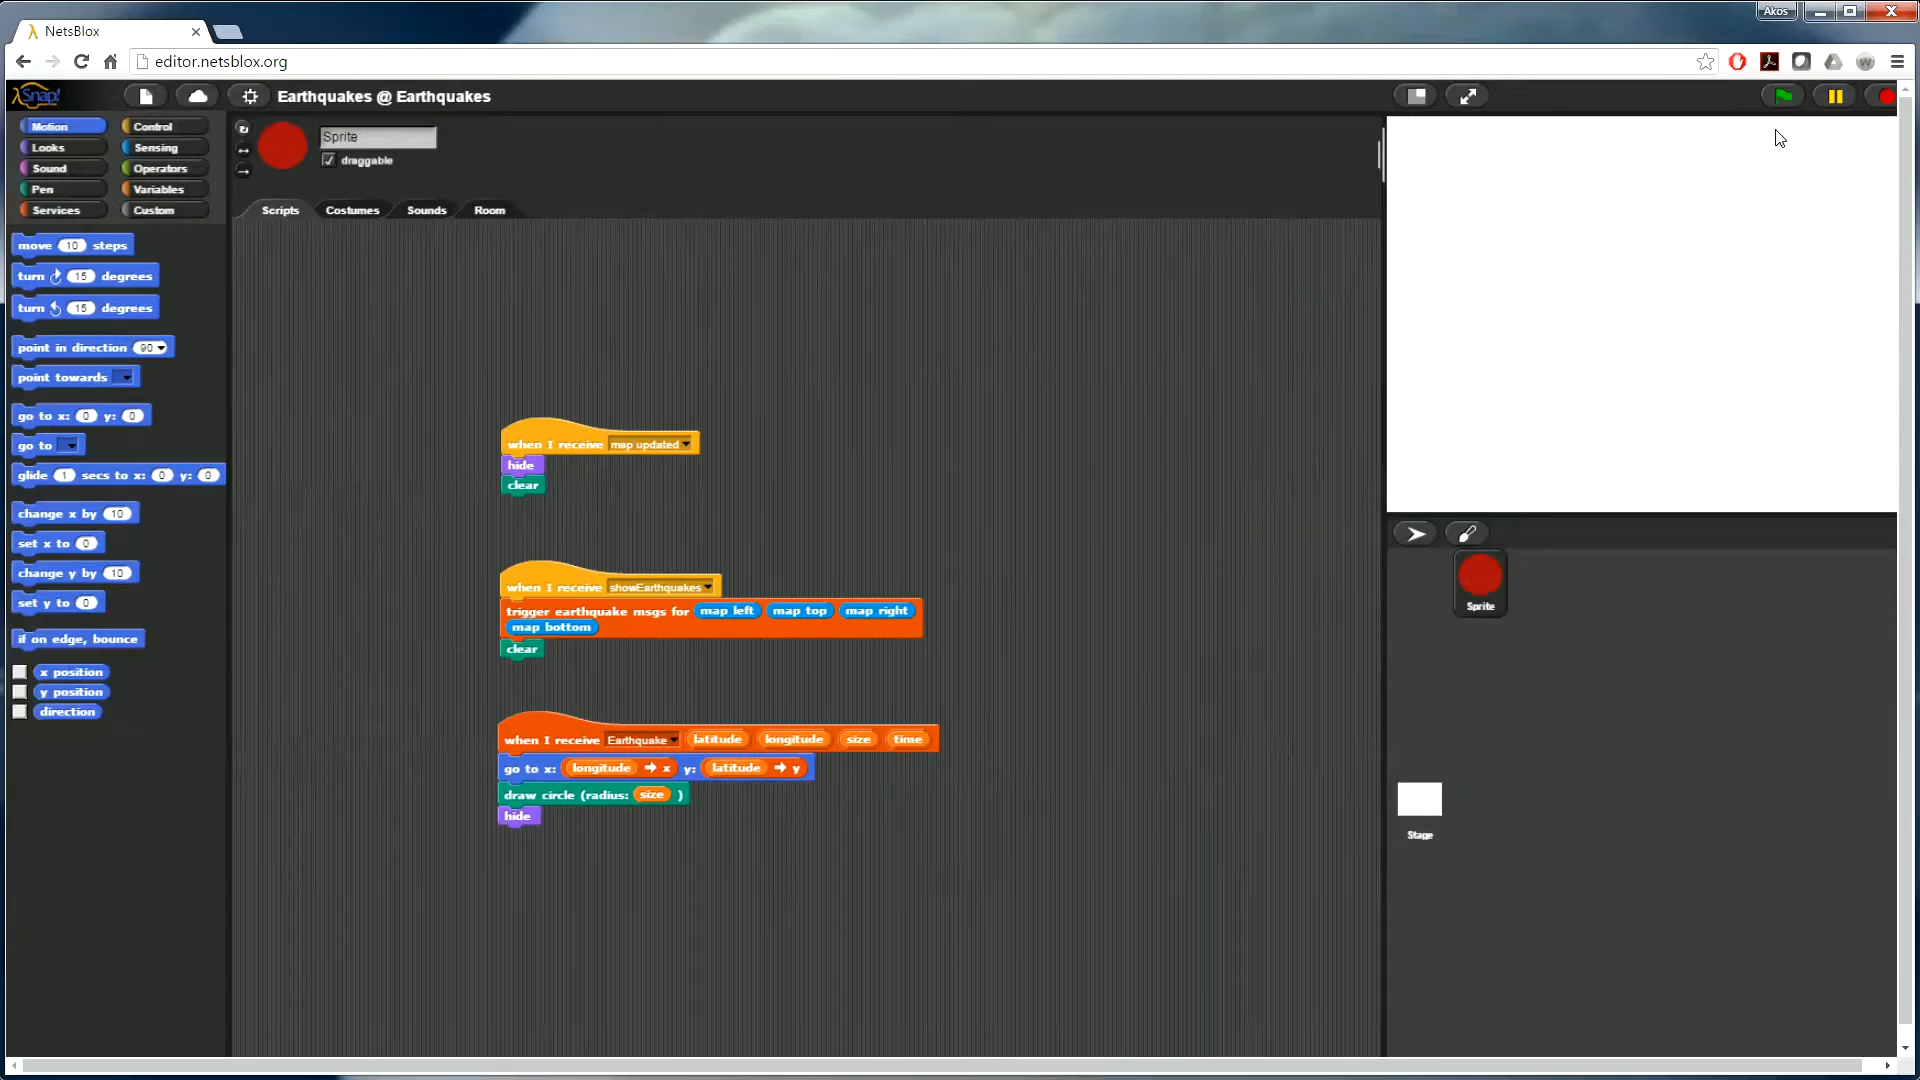 NetsBlox
Akos
editor.netsblox.org
Snap!
Earthquakes @ Earthquakes
Motion
Control
Looks
Sensing
Sound
Operators
Pen
Variables
Services
Custom
Sprite
draggable
Scripts
Costumes
Sounds
Room
move 10 steps
turn 15 degrees
turn 15 degrees
point in direction 90
point towards
go to x: 0 y: 0
go to
glide 1 secs to x: 0 y: 0
change x by 10
set x to 0
change y by 10
set y to 0
if on edge, bounce
x position
y position
direction
when I receive map updated
hide
clear
when I receive showEarthquakes
trigger earthquake msgs for map left map top map right
map bottom
clear
when I receive Earthquake latitude longitude size time
go to x: longitude → x y: latitude → y
draw circle (radius: size )
hide
Sprite
Stage